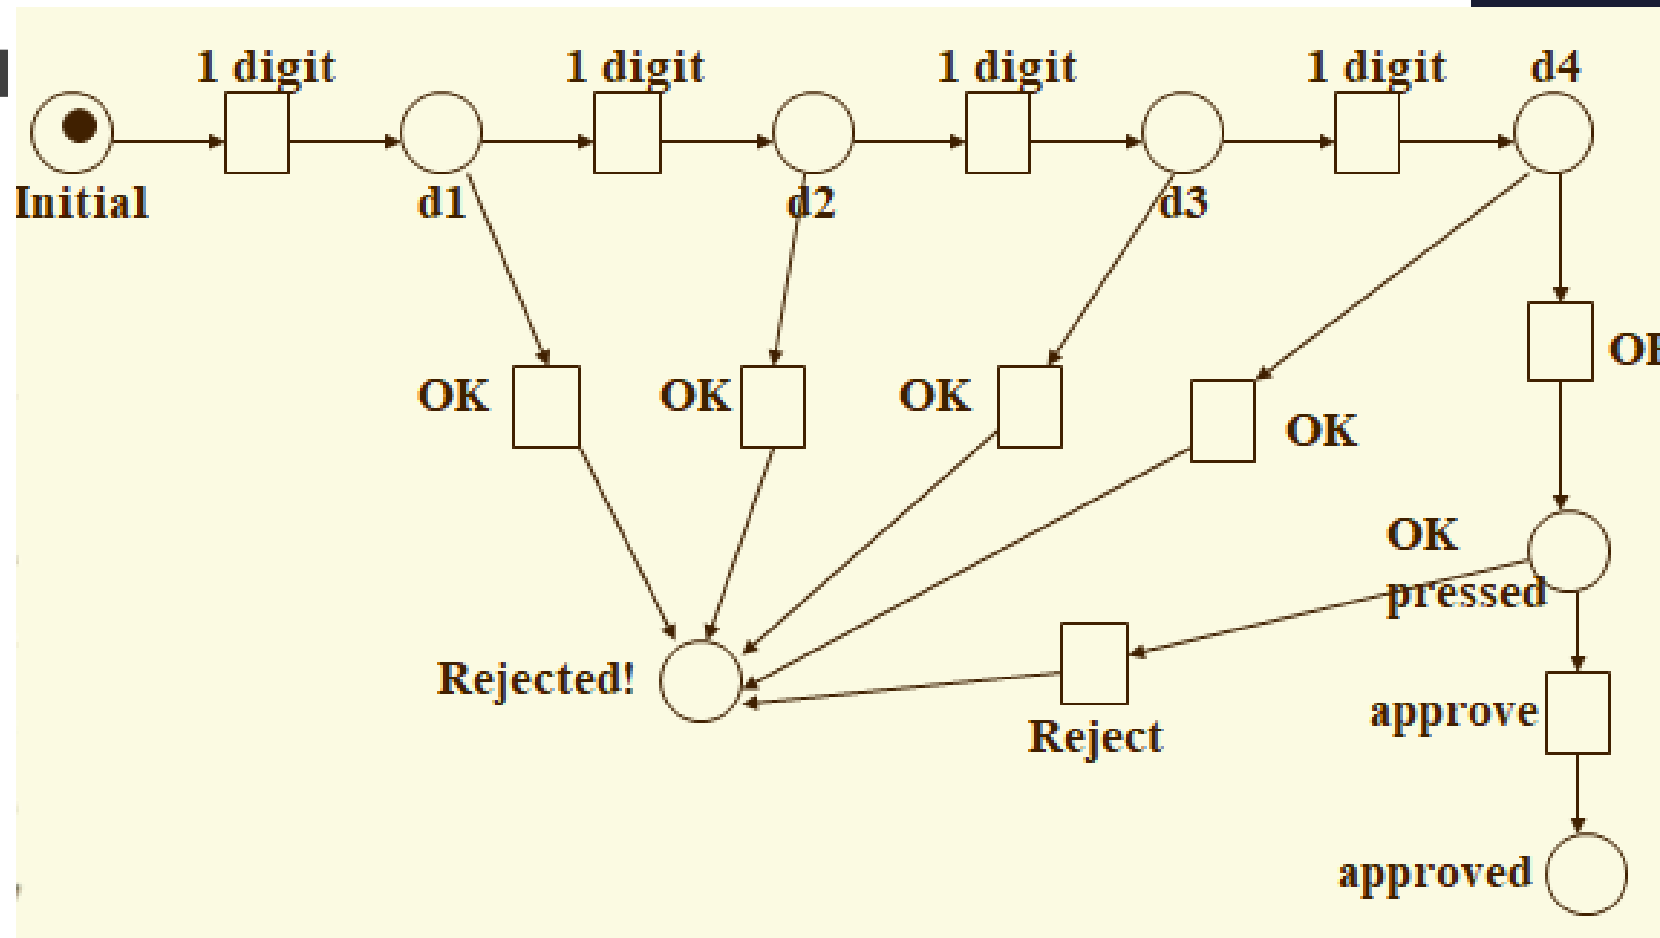 1 digit 1 digit 1 digit 1 digit d4
Initial d1 d2 d3
OK OK OK OK
OK
pressed
Rejected!
Reject
approve
approved